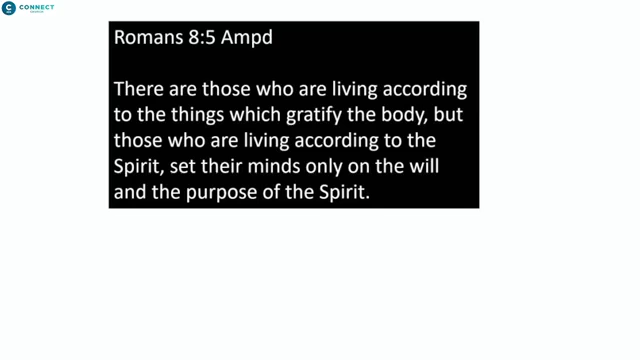 CONNECT
Romans 8:5 Ampd
There are those who are living according
to the things which gratify the body, but
those who are living according to the
Spirit, set their minds only on the will
and the purpose of the Spirit.